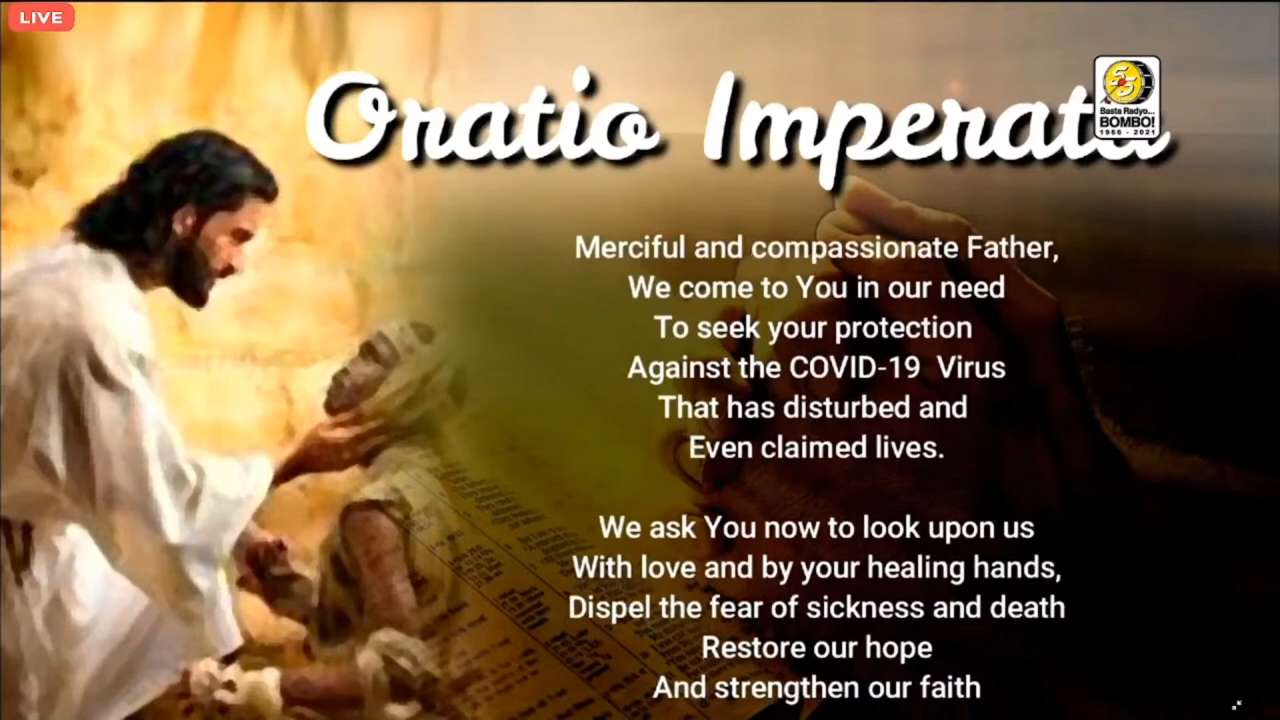 LIVE
Oratio Imperata
55
Basta Radyo...
BOMBO!
1966 - 2021
Merciful and compassionate Father,
We come to You in our need
To seek your protection
Against the COVID-19 Virus
That has disturbed and
Even claimed lives.
We ask You now to look upon us
With love and by your healing hands,
Dispel the fear of sickness and death
Restore our hope
And strengthen our faith